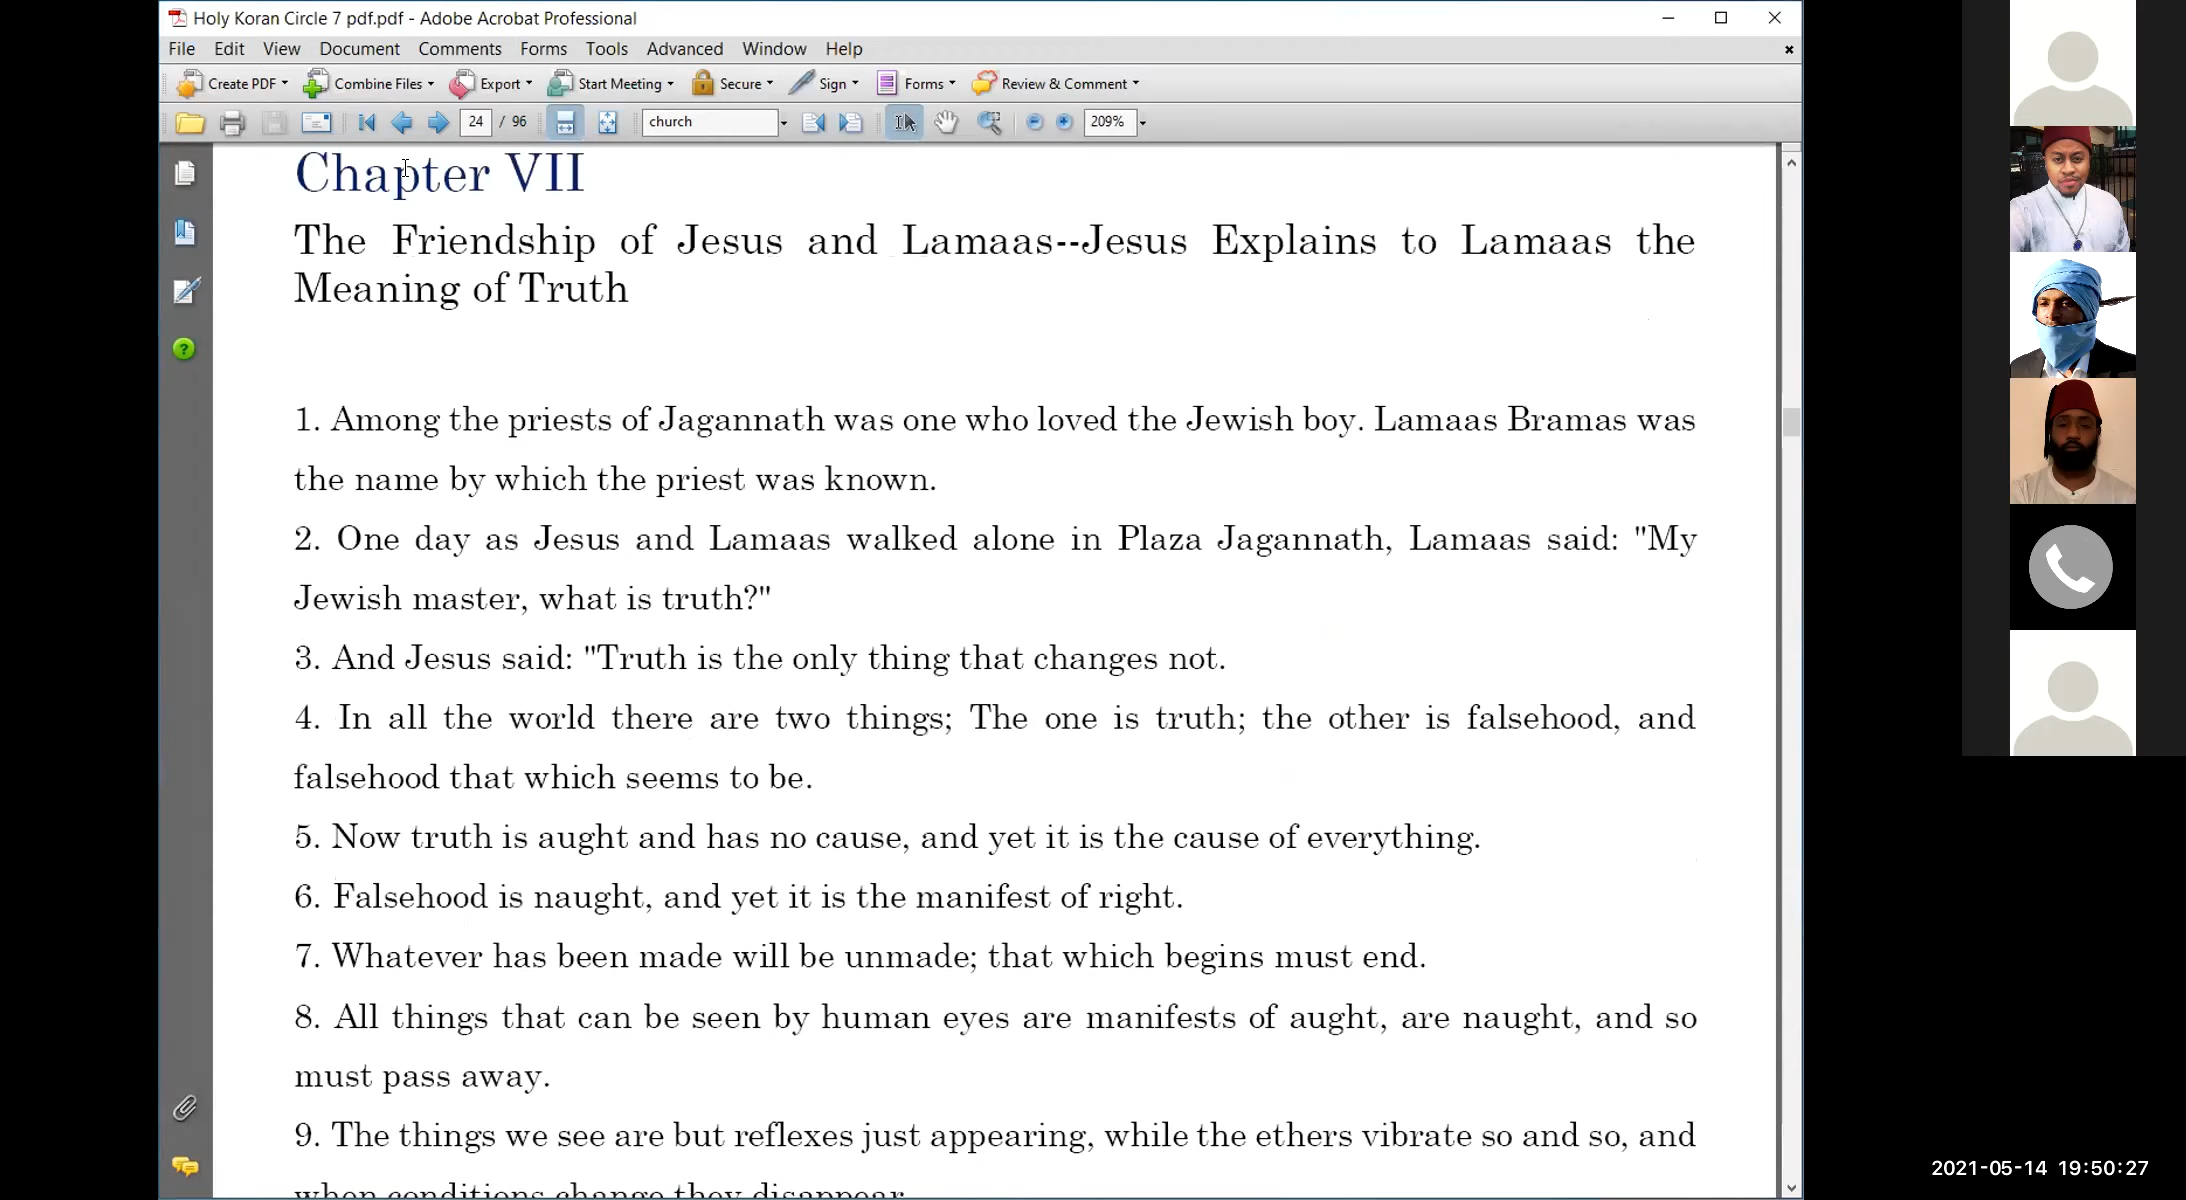 Holy Koran Circle 7 pdf.pdf - Adobe Acrobat Professional
File Edit View Document Comments Forms Tools Advanced Window Help
Create PDF Combine Files Export Start Meeting Secure Sign Forms Review & Comment
24 / 96 church 209%
Chapter VII
The Friendship of Jesus and Lamaas--Jesus Explains to Lamaas the
Meaning of Truth
1. Among the priests of Jagannath was one who loved the Jewish boy. Lamaas Bramas was
the name by which the priest was known.
2. One day as Jesus and Lamaas walked alone in Plaza Jagannath, Lamaas said: "My
Jewish master, what is truth?"
3. And Jesus said: "Truth is the only thing that changes not.
4. In all the world there are two things; The one is truth; the other is falsehood, and
falsehood that which seems to be.
5. Now truth is aught and has no cause, and yet it is the cause of everything.
6. Falsehood is naught, and yet it is the manifest of right.
7. Whatever has been made will be unmade; that which begins must end.
8. All things that can be seen by human eyes are manifests of aught, are naught, and so
must pass away.
9. The things we see are but reflexes just appearing, while the ethers vibrate so and so, and
when conditions change they disappear.
2021-05-14 19:50:27